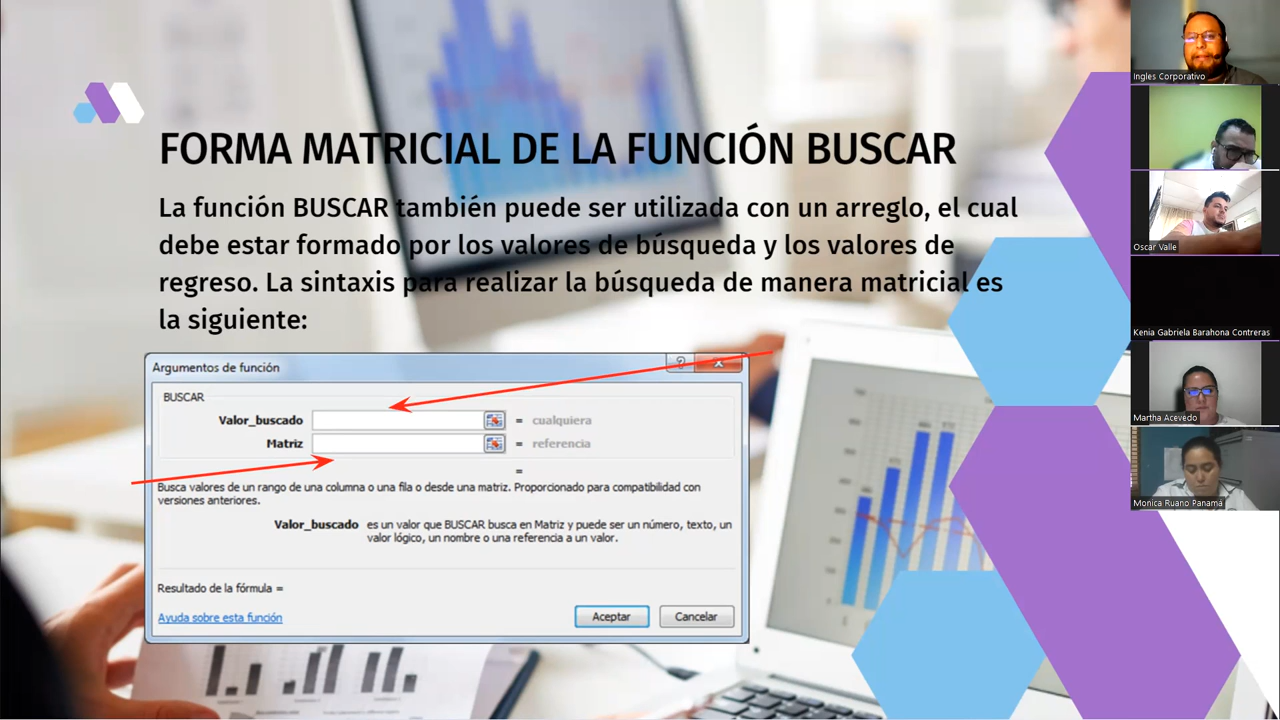 FORMA MATRICIAL DE LA FUNCIÓN BUSCAR
La función BUSCAR también puede ser utilizada con un arreglo, el cual
debe estar formado por los valores de búsqueda y los valores de
regreso. La sintaxis para realizar la búsqueda de manera matricial es
la siguiente:
Argumentos de función
BUSCAR
Valor_buscado = cualquiera
Matriz = referencia
=
Busca valores de un rango de una columna o una fila o desde una matriz. Proporcionado para compatibilidad con
versiones anteriores.
Valor_buscado es un valor que BUSCAR busca en Matriz y puede ser un número, texto, un
valor lógico, un nombre o una referencia a un valor.
Resultado de la fórmula =
Ayuda sobre esta función
Aceptar
Cancelar
Ingles Corporativo
Oscar Valle
Kenia Gabriela Barahona Contreras
Martha Acevedo
Monica Ruano Panamá